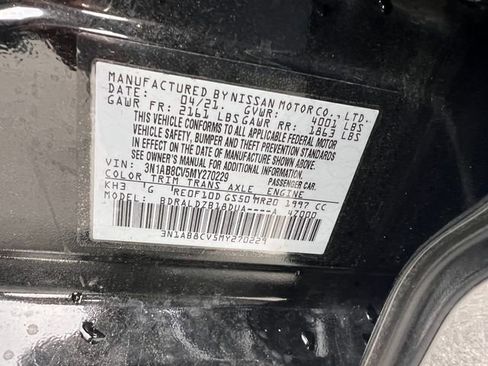 MANUFACTURED BY NISSAN MOTOR CO., LTD.
DATE: 04/21. GVWR: 4001 LBS
GAWR FR: 2161 LBS GAWR RR: 1863 LBS
THIS VEHICLE CONFORMS TO ALL APPLICABLE FEDERAL MOTOR
VEHICLE SAFETY, BUMPER AND THEFT PREVENTION STANDARDS
IN EFFECT ON THE DATE OF MANUFACTURE SHOWN ABOVE.
SEE OWNER'S MANUAL FOR ADDITIONAL INFORMATION.
VIN: 3N1AB8CV5MY270229 PASSENGER CAR.
COLOR TRIM TRANS AXLE ENGINE
KH3 G RE0F10D GS50 MR20 1997 CC
MODEL: BDRALDZB18DUA----A 4Z000
3N1AB8CV5MY270229